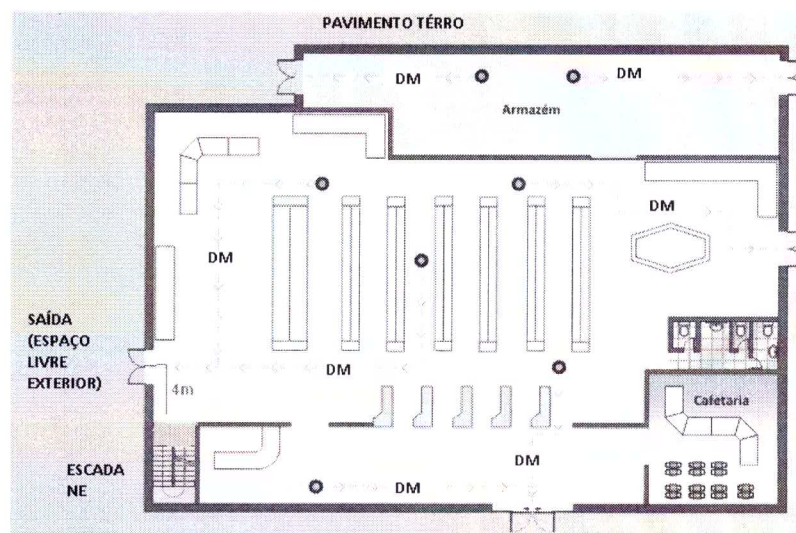 PAVIMENTO TÉRRO
DM
DM
Armazém
DM
DM
SAÍDA
(ESPAÇO
LIVRE
EXTERIOR)
DM
4m
Cafetaria
ESCADA
NE
DM
DM